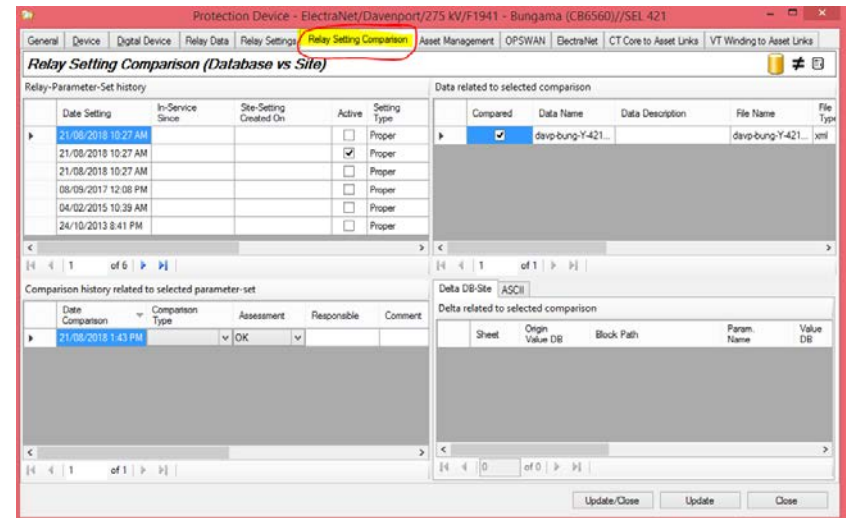 Protection Device - ElectraNet/Davenport/275 kV/F1941 - Bungama (CB6560)//SEL 421
General Device Digital Device Relay Data Relay Settings Relay Setting Comparison Asset Management OPSWAN ElectraNet CT Core to Asset Links VT Winding to Asset Links
Relay Setting Comparison (Database vs Site)
Relay-Parameter-Set history
Date Setting In-Service Since Site-Setting Created On Active Setting Type
21/08/2018 10:27 AM Proper
21/08/2018 10:27 AM Proper
21/08/2018 10:27 AM Proper
08/09/2017 12:08 PM Proper
04/02/2015 10:39 AM Proper
24/10/2013 8:41 PM Proper
1 of 6
Data related to selected comparison
Compared Data Name Data Description File Name File Type
davp-bung-Y-421... davp-bung-Y-421... xml
1 of 1
Comparison history related to selected parameter-set
Date Comparison Comparison Type Assessment Responsible Comment
21/08/2018 1:43 PM OK
1 of 1
Delta DB-Site ASCII
Delta related to selected comparison
Sheet Origin Value DB Block Path Param. Name Value DB
0 of 0
Update/Close Update Close